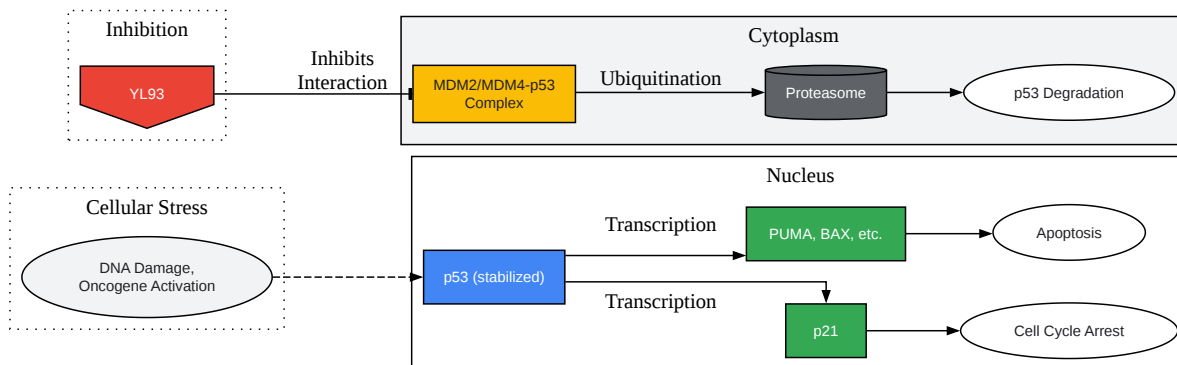 Inhibition
YL93
Inhibits
Interaction
Cytoplasm
MDM2/MDM4-p53
Complex
Ubiquitination
Proteasome
p53 Degradation
Cellular Stress
DNA Damage,
Oncogene Activation
Nucleus
p53 (stabilized)
Transcription
PUMA, BAX, etc.
Apoptosis
Transcription
p21
Cell Cycle Arrest